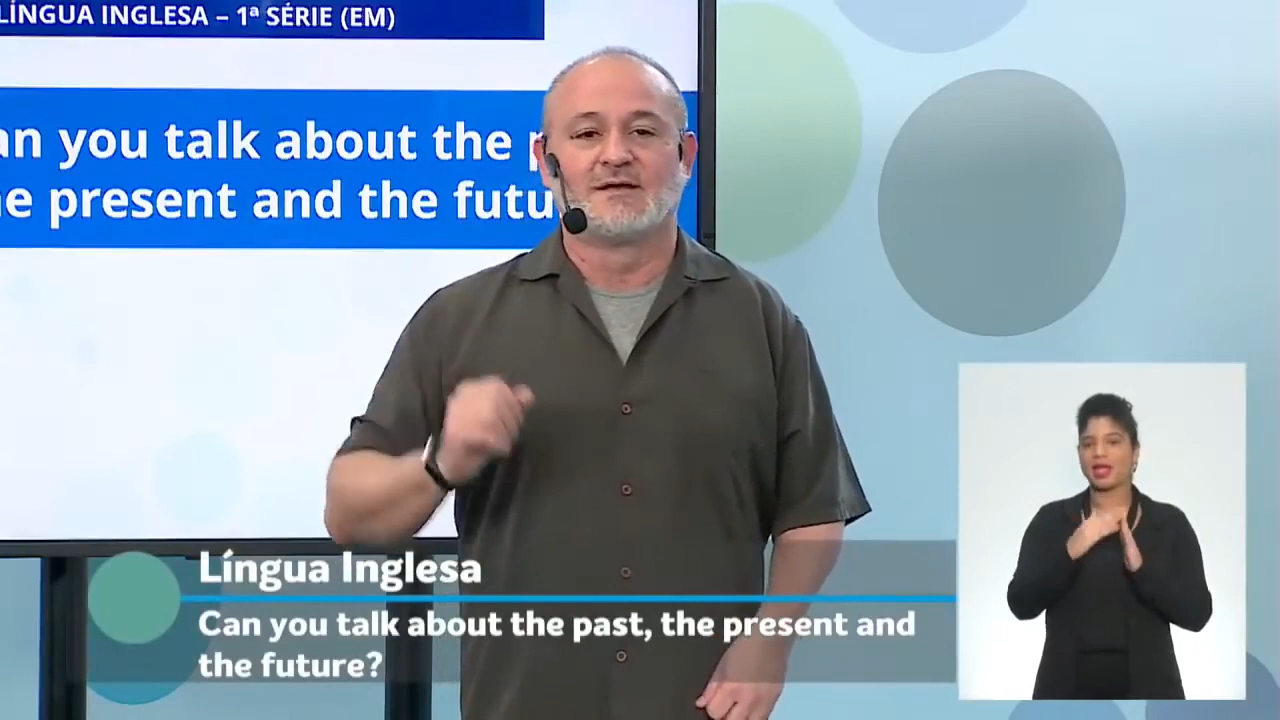 LÍNGUA INGLESA – 1ª SÉRIE (EM)
an you talk about the
e present and the futu
Língua Inglesa
Can you talk about the past, the present and
the future?